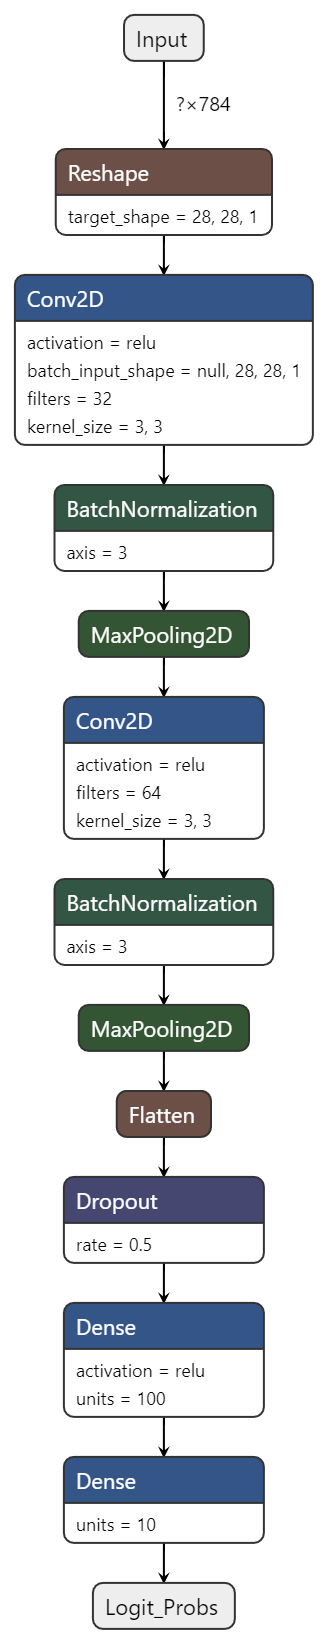 Input
?×784
Reshape
target_shape = 28, 28, 1
Conv2D
activation = relu
batch_input_shape = null, 28, 28, 1
filters = 32
kernel_size = 3, 3
BatchNormalization
axis = 3
MaxPooling2D
Conv2D
activation = relu
filters = 64
kernel_size = 3, 3
BatchNormalization
axis = 3
MaxPooling2D
Flatten
Dropout
rate = 0.5
Dense
activation = relu
units = 100
Dense
units = 10
Logit_Probs